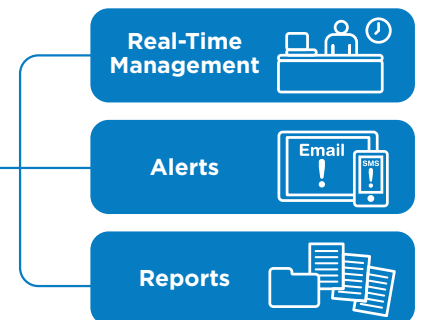 Real-Time
Management
Alerts
Email
!
SMS
!
Reports